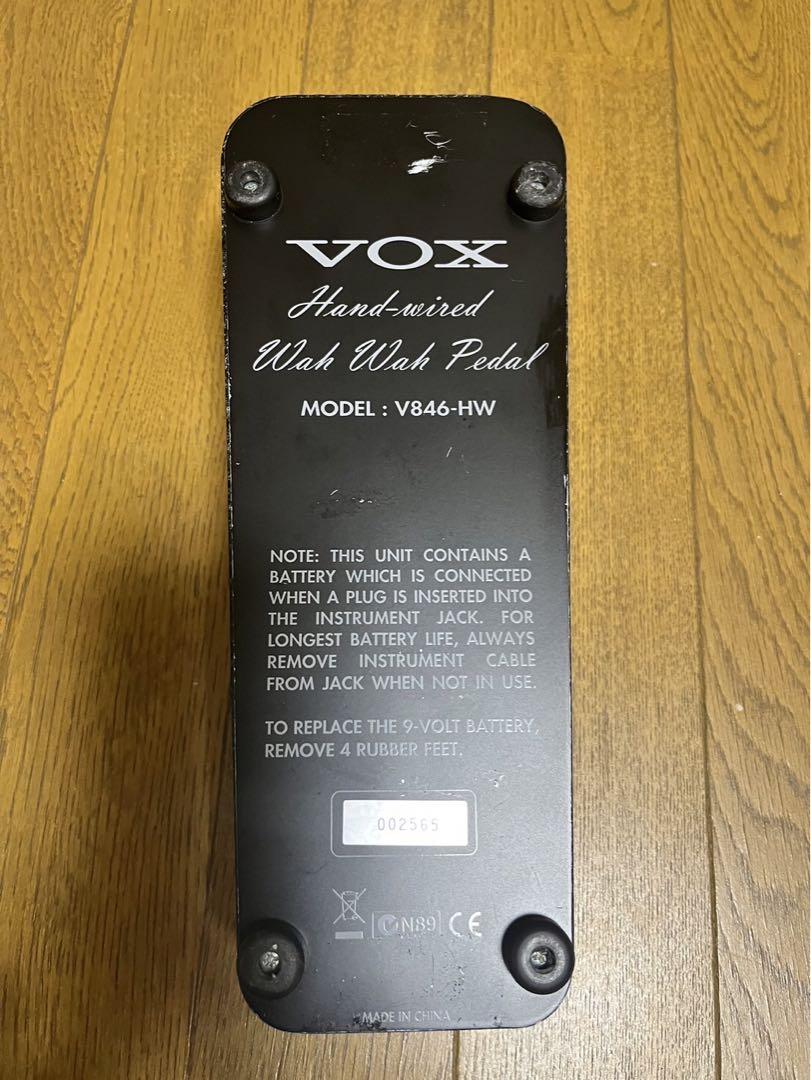 VOX
Hand-wired
Wah Wah Pedal
MODEL : V846-HW
NOTE: THIS UNIT CONTAINS A
BATTERY WHICH IS CONNECTED
WHEN A PLUG IS INSERTED INTO
THE INSTRUMENT JACK. FOR
LONGEST BATTERY LIFE, ALWAYS
REMOVE INSTRUMENT CABLE
FROM JACK WHEN NOT IN USE.
TO REPLACE THE 9-VOLT BATTERY,
REMOVE 4 RUBBER FEET.
002565
N89 CE
MADE IN CHINA